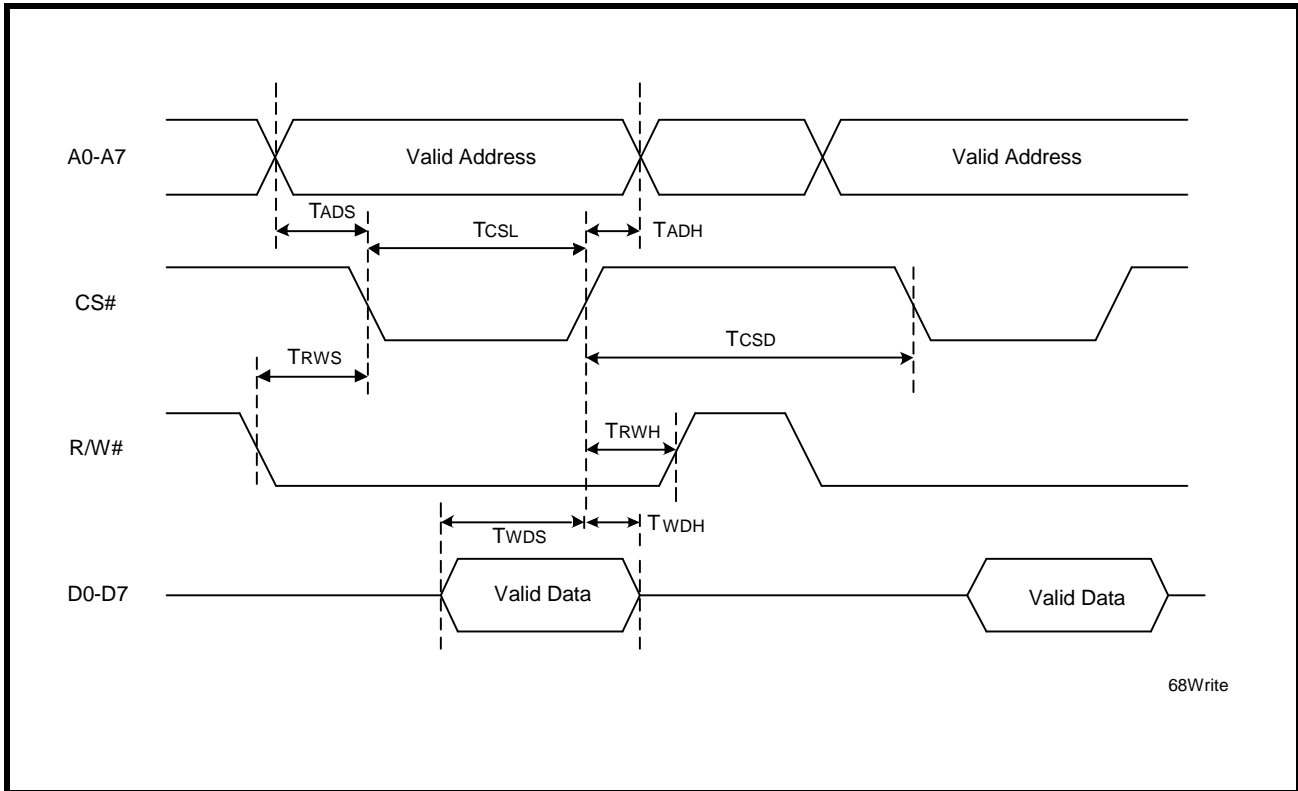 A0-A7
Valid Address
Valid Address
TADS
TCSL
TADH
CS#
TCSD
TRWS
R/W#
TRWH
TWDS
TWDH
D0-D7
Valid Data
Valid Data
68Write